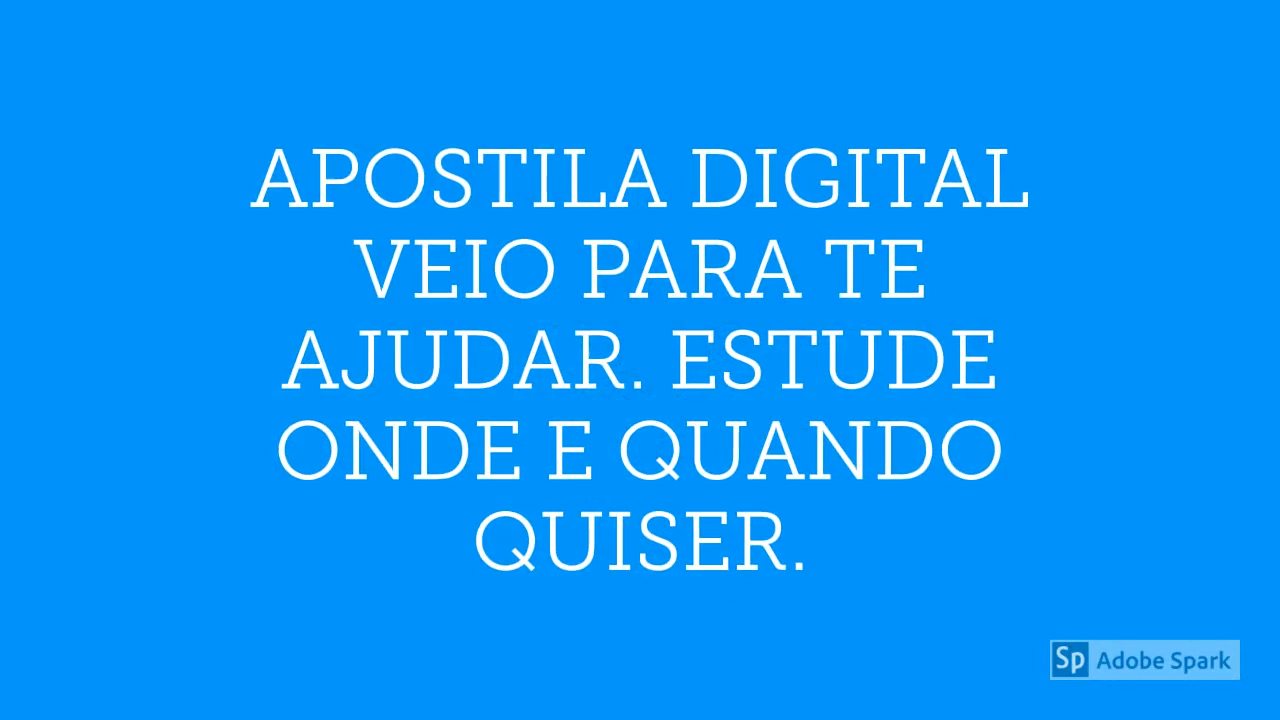 APOSTILA DIGITAL
VEIO PARA TE
AJUDAR. ESTUDE
ONDE E QUANDO
QUISER.
Sp Adobe Spark